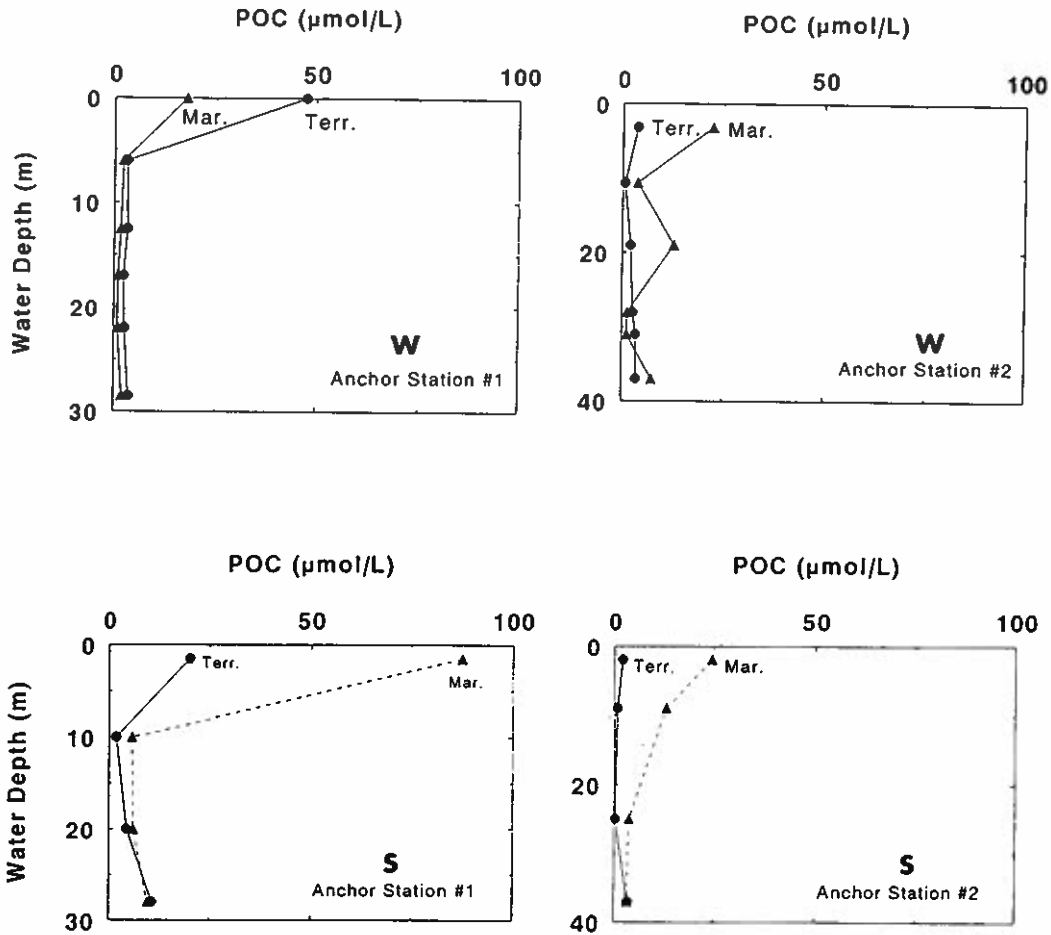 POC (µmol/L)
0 50 100
0
10
20
30
Water Depth (m)
Mar.
Terr.
W
Anchor Station #1
POC (µmol/L)
0 50 100
0
20
40
Terr.
Mar.
W
Anchor Station #2
POC (µmol/L)
0 50 100
0
10
20
30
Water Depth (m)
Terr.
Mar.
S
Anchor Station #1
POC (µmol/L)
0 50 100
0
20
40
Terr.
Mar.
S
Anchor Station #2